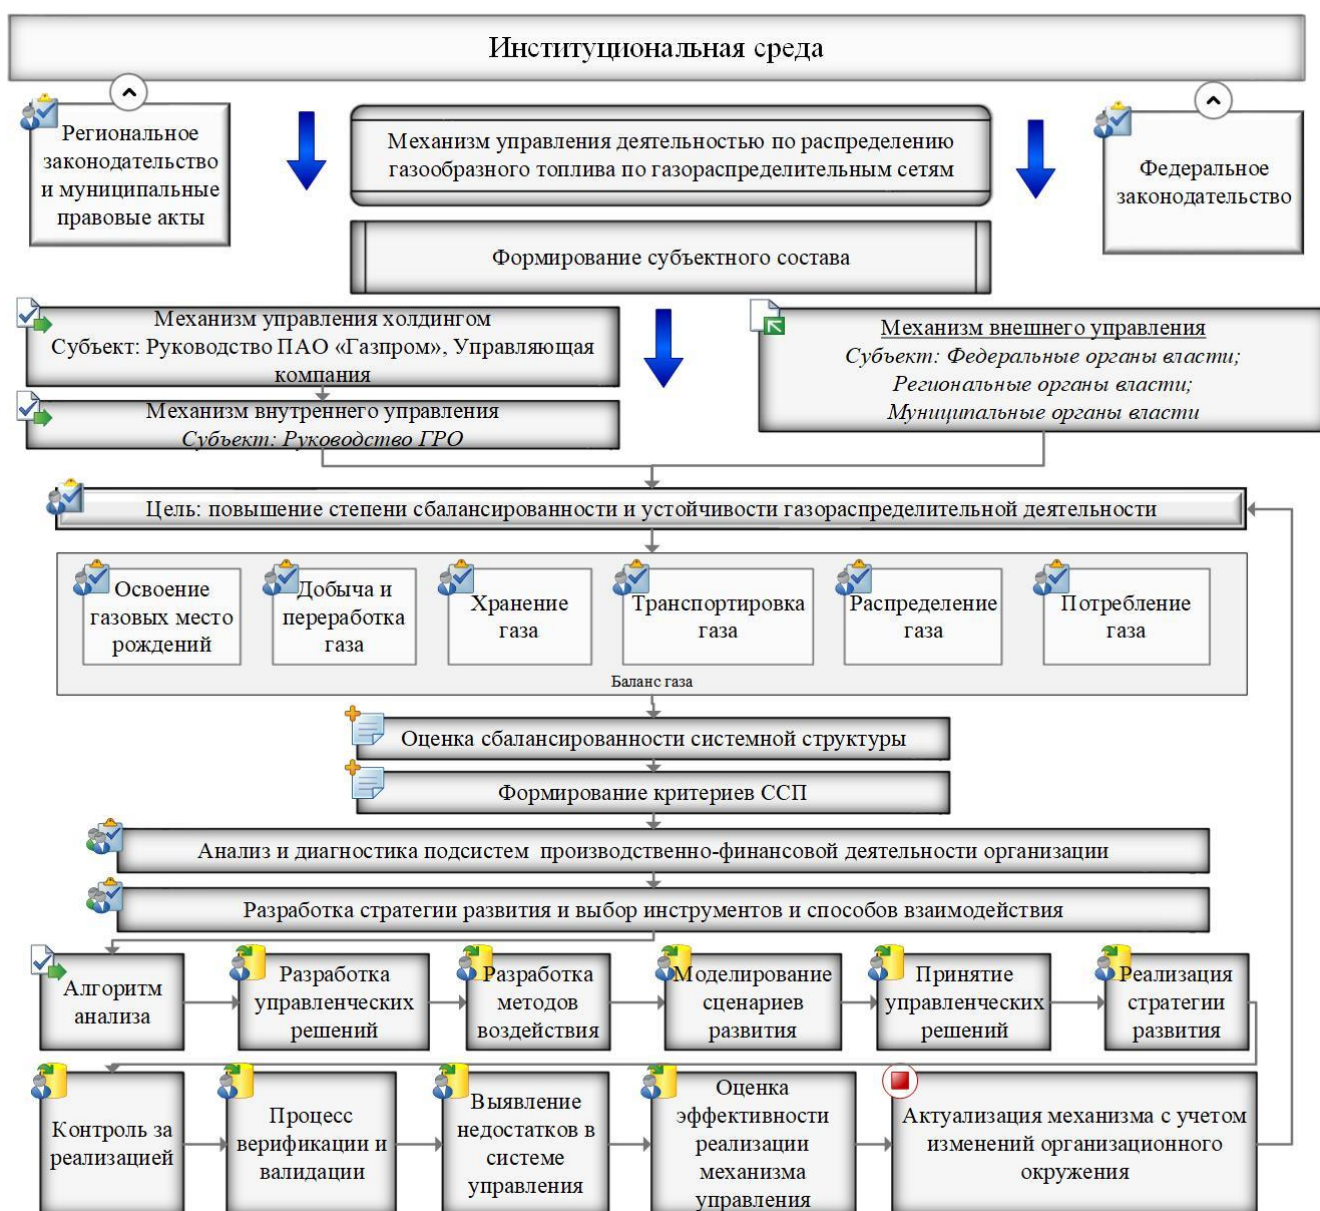 Институциональная среда
Региональное
законодательство
и муниципальные
правовые акты
Механизм управления деятельностью по распределению
газообразного топлива по газораспределительным сетям
Федеральное
законодательство
Формирование субъектного состава
Механизм управления холдингом
Субъект: Руководство ПАО «Газпром», Управляющая
компания
Механизм внутреннего управления
Субъект: Руководство ГРО
Механизм внешнего управления
Субъект: Федеральные органы власти;
Региональные органы власти;
Муниципальные органы власти
Цель: повышение степени сбалансированности и устойчивости газораспределительной деятельности
Освоение
газовых место
рождений
Добыча и
переработка
газа
Хранение
газа
Транспортировка
газа
Распределение
газа
Потребление
газа
Баланс газа
Оценка сбалансированности системной структуры
Формирование критериев ССП
Анализ и диагностика подсистем производственно-финансовой деятельности организации
Разработка стратегии развития и выбор инструментов и способов взаимодействия
Алгоритм
анализа
Разработка
управленческих
решений
Разработка
методов
воздействия
Моделирование
сценариев
развития
Принятие
управленческих
решений
Реализация
стратегии
развития
Контроль за
реализацией
Процесс
верификации и
валидации
Выявление
недостатков в
системе
управления
Оценка
эффективности
реализации
механизма
управления
Актуализация механизма с учетом
изменений организационного
окружения